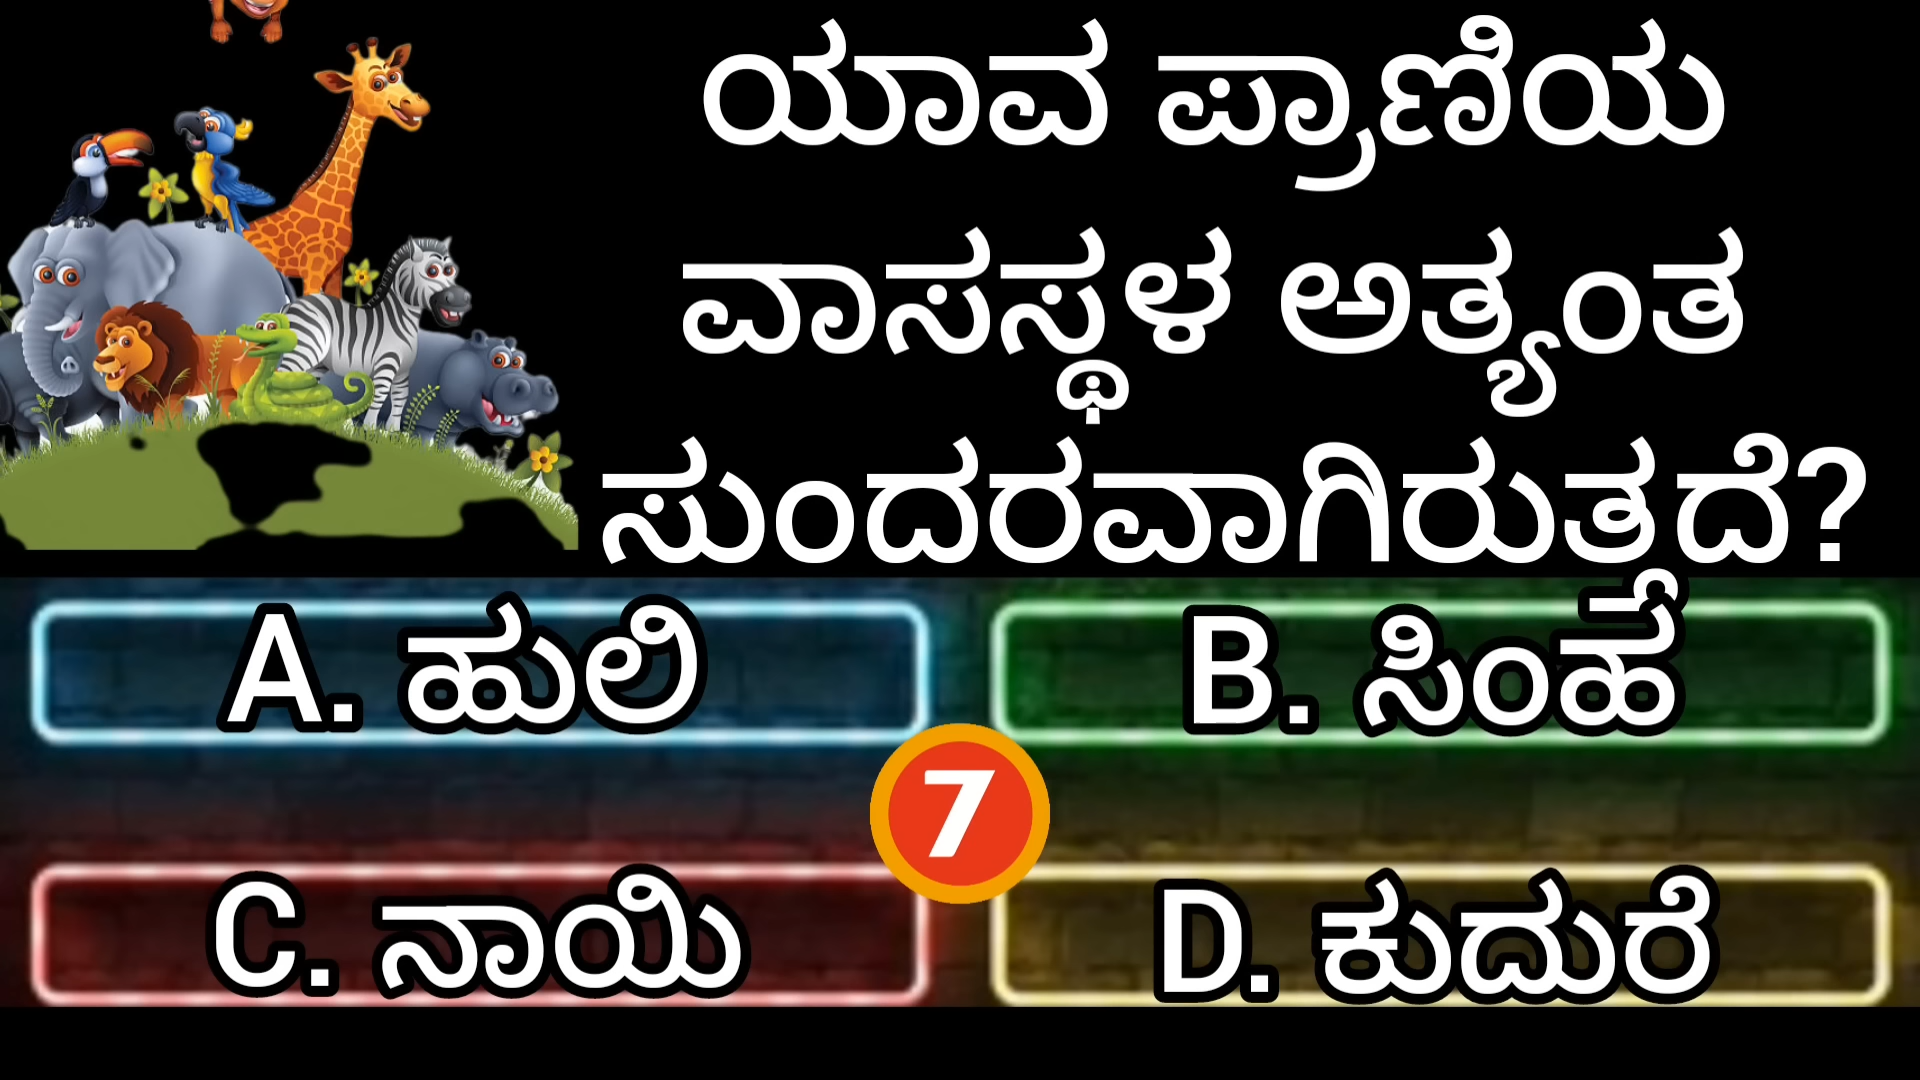 ಯಾವ ಪ್ರಾಣಿಯ
ವಾಸಸ್ಥಳ ಅತ್ಯಂತ
ಸುಂದರವಾಗಿರುತ್ತದೆ?
A. ಹುಲಿ
B. ಸಿಂಹ
7
C. ನಾಯಿ
D. ಕುದುರೆ